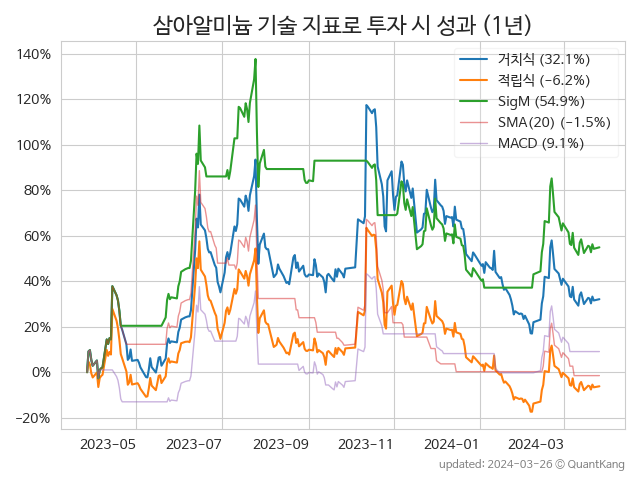 삼아알미늄 기술 지표로 투자 시 성과 (1년)
거치식 (32.1%)
적립식 (−6.2%)
SigM (54.9%)
SMA(20) (−1.5%)
MACD (9.1%)
140%
120%
100%
80%
60%
40%
20%
0%
−20%
2023-05 2023-07 2023-09 2023-11 2024-01 2024-03
updated: 2024-03-26 © QuantKang